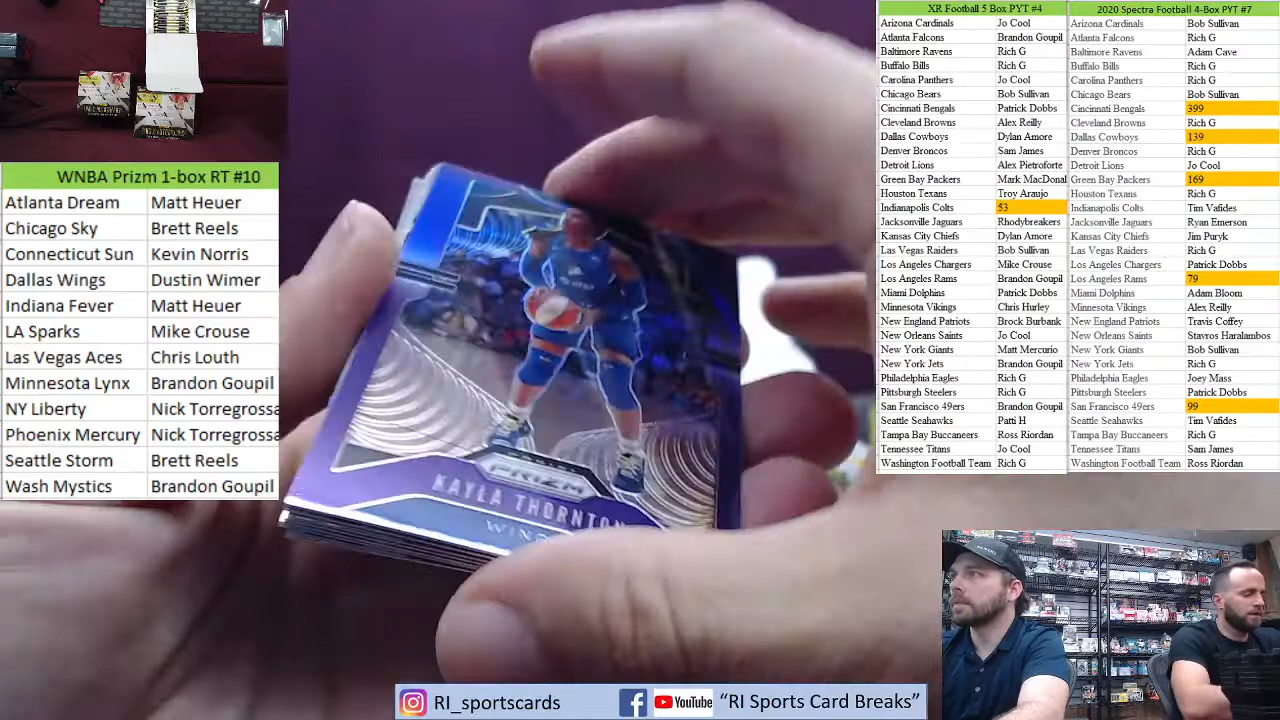 WNBA Prizm 1-box RT #10
Atlanta Dream Matt Heuer
Chicago Sky Brett Reels
Connecticut Sun Kevin Norris
Dallas Wings Dustin Wimer
Indiana Fever Matt Heuer
LA Sparks Mike Crouse
Las Vegas Aces Chris Louth
Minnesota Lynx Brandon Goupil
NY Liberty Nick Torregrossa
Phoenix Mercury Nick Torregrossa
Seattle Storm Brett Reels
Wash Mystics Brandon Goupil
PRIZM
KAYLA THORNTON
XR Football 5 Box PYT #4
Arizona Cardinals Jo Cool
Atlanta Falcons Brandon Goupil
Baltimore Ravens Rich G
Buffalo Bills Rich G
Carolina Panthers Jo Cool
Chicago Bears Bob Sullivan
Cincinnati Bengals Patrick Dobbs
Cleveland Browns Alex Reilly
Dallas Cowboys Dylan Amore
Denver Broncos Sam James
Detroit Lions Alex Pietroforte
Green Bay Packers Mark MacDonal
Houston Texans Troy Araujo
Indianapolis Colts 53
Jacksonville Jaguars Rhodybreakers
Kansas City Chiefs Dylan Amore
Las Vegas Raiders Bob Sullivan
Los Angeles Chargers Mike Crouse
Los Angeles Rams Brandon Goupil
Miami Dolphins Patrick Dobbs
Minnesota Vikings Chris Hurley
New England Patriots Brock Burbank
New Orleans Saints Jo Cool
New York Giants Matt Mercurio
New York Jets Brandon Goupil
Philadelphia Eagles Rich G
Pittsburgh Steelers Rich G
San Francisco 49ers Brandon Goupil
Seattle Seahawks Patti H
Tampa Bay Buccaneers Ross Riordan
Tennessee Titans Jo Cool
Washington Football Team Rich G
2020 Spectra Football 4-Box PYT #7
Arizona Cardinals Bob Sullivan
Atlanta Falcons Rich G
Baltimore Ravens Adam Cave
Buffalo Bills Rich G
Carolina Panthers Rich G
Chicago Bears Bob Sullivan
Cincinnati Bengals 399
Cleveland Browns Rich G
Dallas Cowboys 139
Denver Broncos Rich G
Detroit Lions Jo Cool
Green Bay Packers 169
Houston Texans Rich G
Indianapolis Colts Tim Vafides
Jacksonville Jaguars Ryan Emerson
Kansas City Chiefs Jim Puryk
Las Vegas Raiders Rich G
Los Angeles Chargers Patrick Dobbs
Los Angeles Rams 79
Miami Dolphins Adam Bloom
Minnesota Vikings Alex Reilly
New England Patriots Travis Coffey
New Orleans Saints Stavros Haralambos
New York Giants Bob Sullivan
New York Jets Rich G
Philadelphia Eagles Joey Mass
Pittsburgh Steelers Patrick Dobbs
San Francisco 49ers 99
Seattle Seahawks Tim Vafides
Tampa Bay Buccaneers Rich G
Tennessee Titans Sam James
Washington Football Team Ross Riordan
RI_sportscards YouTube “RI Sports Card Breaks”